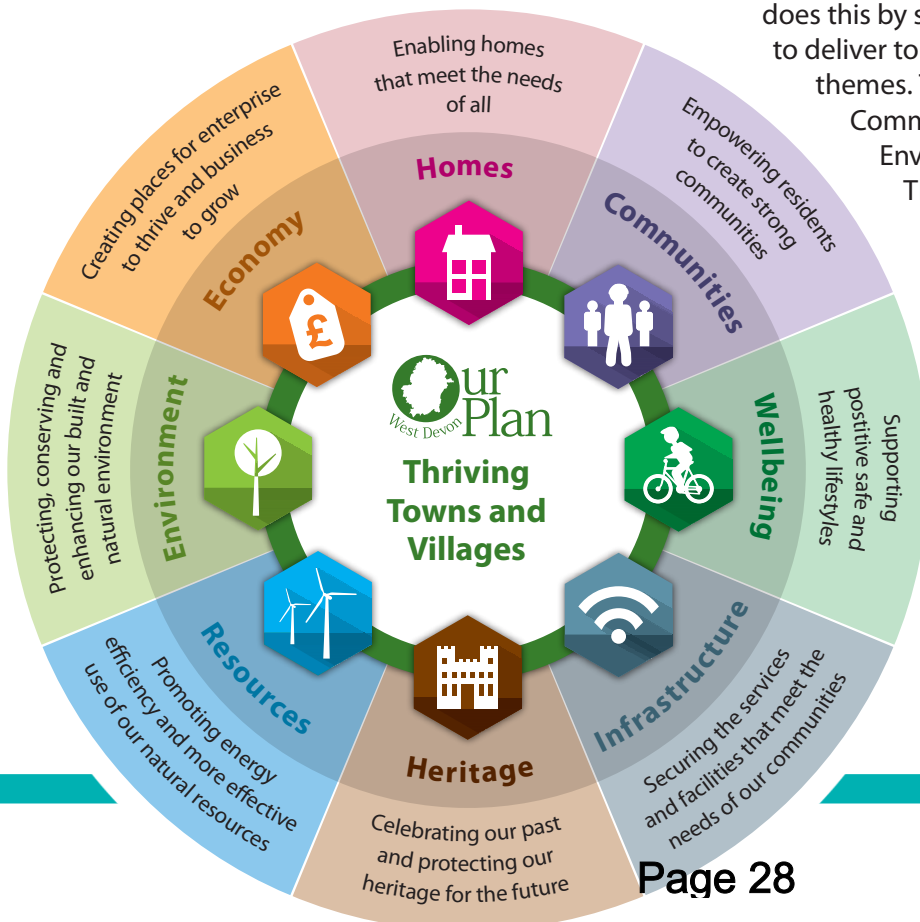 does this by s
to deliver to
themes. T
Comm
Env
T
Enabling homes
that meet the needs
of all
Homes
Empowering residents
to create strong
communities
Communities
Supporting
postitive safe and
healthy lifestyles
Wellbeing
Securing the services
and facilities that meet the
needs of our communities
Infrastructure
Heritage
Celebrating our past
and protecting our
heritage for the future
Promoting energy
efficiency and more effective
use of our natural resources
Resources
Protecting, conserving and
enhancing our built and
natural environment
Environment
Creating places for enterprise
to thrive and business
to grow
Economy
£
Our
West Devon Plan
Thriving
Towns and
Villages
Page 28